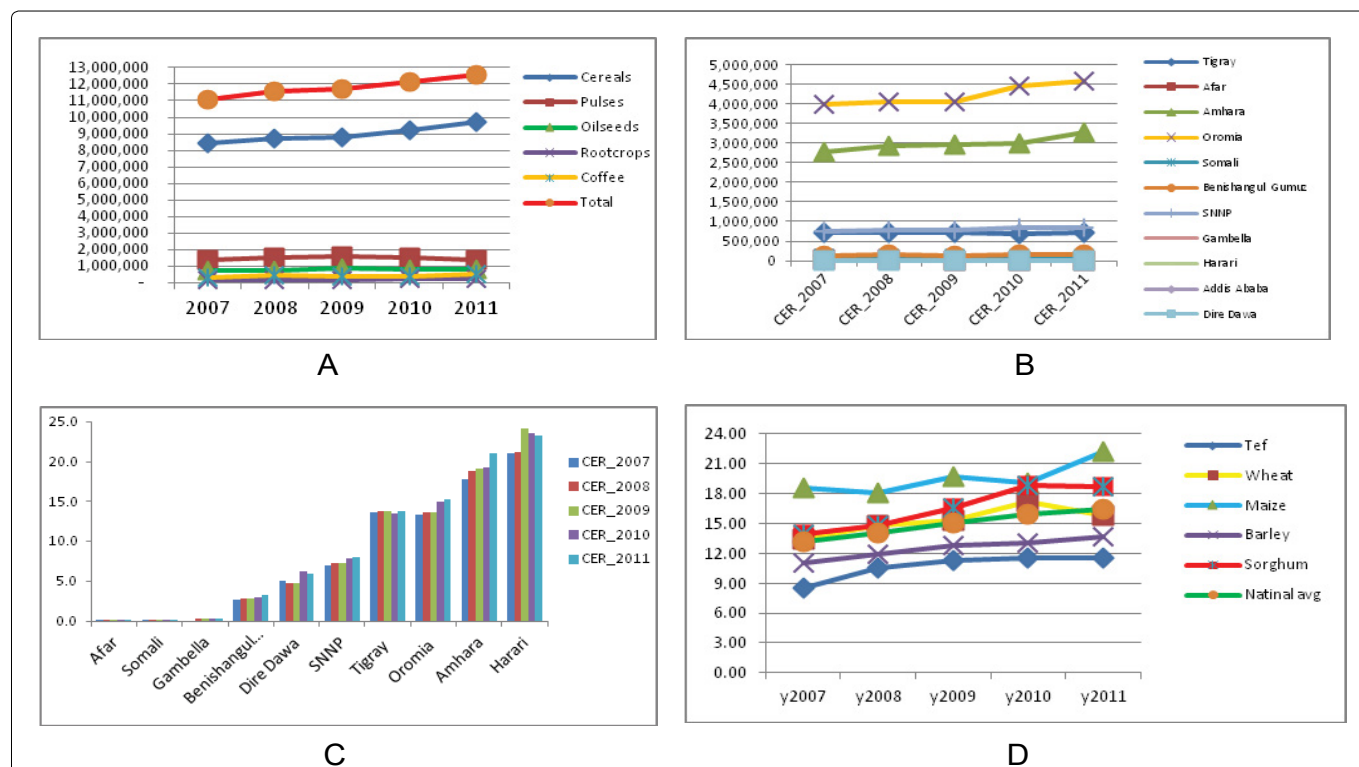 13,000,000
12,000,000
11,000,000
10,000,000
9,000,000
8,000,000
7,000,000
6,000,000
5,000,000
4,000,000
3,000,000
2,000,000
1,000,000
-
2007 2008 2009 2010 2011
Cereals
Pulses
Oilseeds
Rootcrops
Coffee
Total
A
5,000,000
4,500,000
4,000,000
3,500,000
3,000,000
2,500,000
2,000,000
1,500,000
1,000,000
500,000
0
CER_2007 CER_2008 CER_2009 CER_2010 CER_2011
Tigray
Afar
Amhara
Oromia
Somali
Benishangul Gumuz
SNNP
Gambella
Harari
Addis Ababa
Dire Dawa
B
25.0
20.0
15.0
10.0
5.0
0.0
Afar Somali Gambella Benishangul... Dire Dawa SNNP Tigray Oromia Amhara Harari
CER_2007
CER_2008
CER_2009
CER_2010
CER_2011
C
24.00
21.00
18.00
15.00
12.00
9.00
6.00
3.00
0.00
y2007 y2008 y2009 y2010 y2011
Tef
Wheat
Maize
Barley
Sorghum
Natinal avg
D